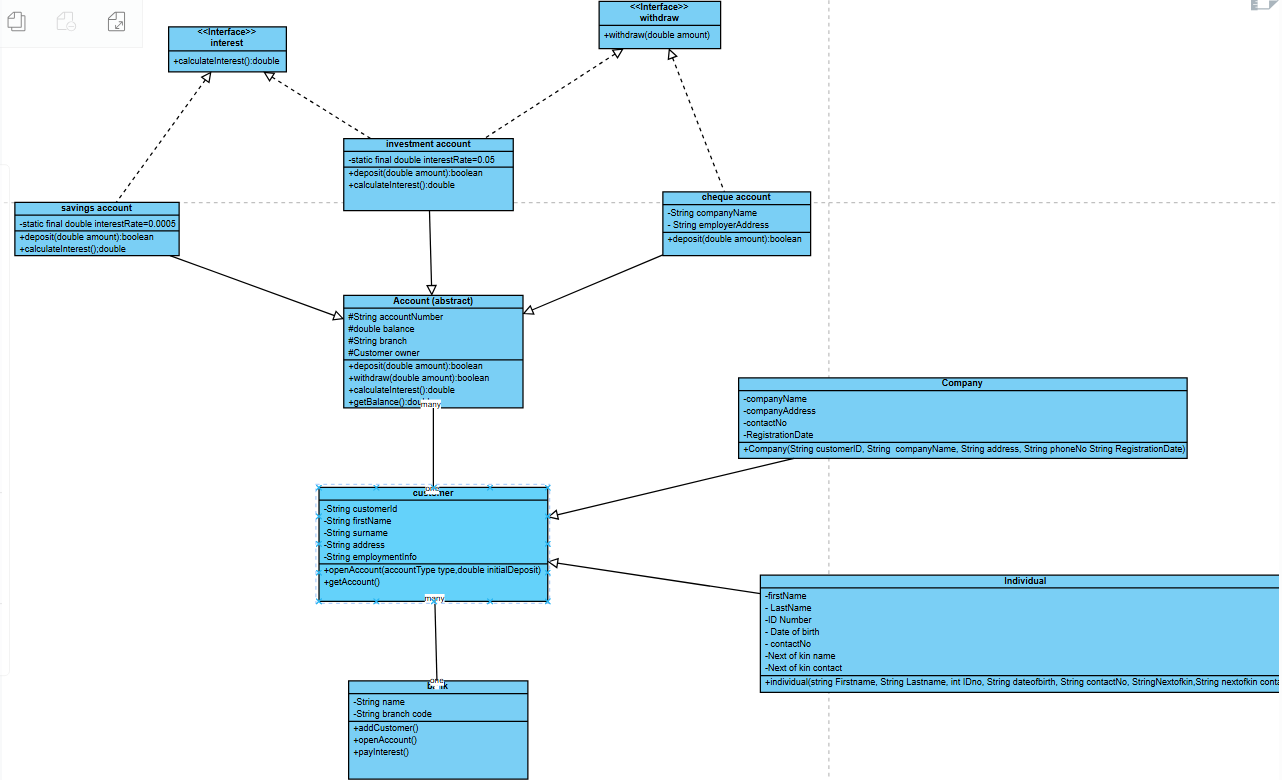 <<Interface>>
interest
+calculateInterest():double
<<Interface>>
withdraw
+withdraw(double amount)
investment account
-static final double interestRate=0.05
+deposit(double amount):boolean
+calculateInterest():double
savings account
-static final double interestRate=0.0005
+deposit(double amount):boolean
+calculateInterest();double
cheque account
-String companyName
- String employerAddress
+deposit(double amount):boolean
Account (abstract)
#String accountNumber
#double balance
#String branch
#Customer owner
+deposit(double amount):boolean
+withdraw(double amount):boolean
+calculateInterest():double
+getBalance():dou
many
Company
-companyName
-companyAddress
-contactNo
-RegistrationDate
+Company(String customerID, String companyName, String address, String phoneNo String RegistrationDate)
one
customer
-String customerId
-String firstName
-String surname
-String address
-String employmentInfo
+openAccount(accountType type,double initialDeposit)
+getAccount()
many
Individual
-firstName
- LastName
-ID Number
- Date of birth
- contactNo
-Next of kin name
-Next of kin contact
+individual(string Firstname, String Lastname, int IDno, String dateofbirth, String contactNo, StringNextofkin,String nextofkin conta
one
-String name
-String branch code
+addCustomer()
+openAccount()
+payInterest()